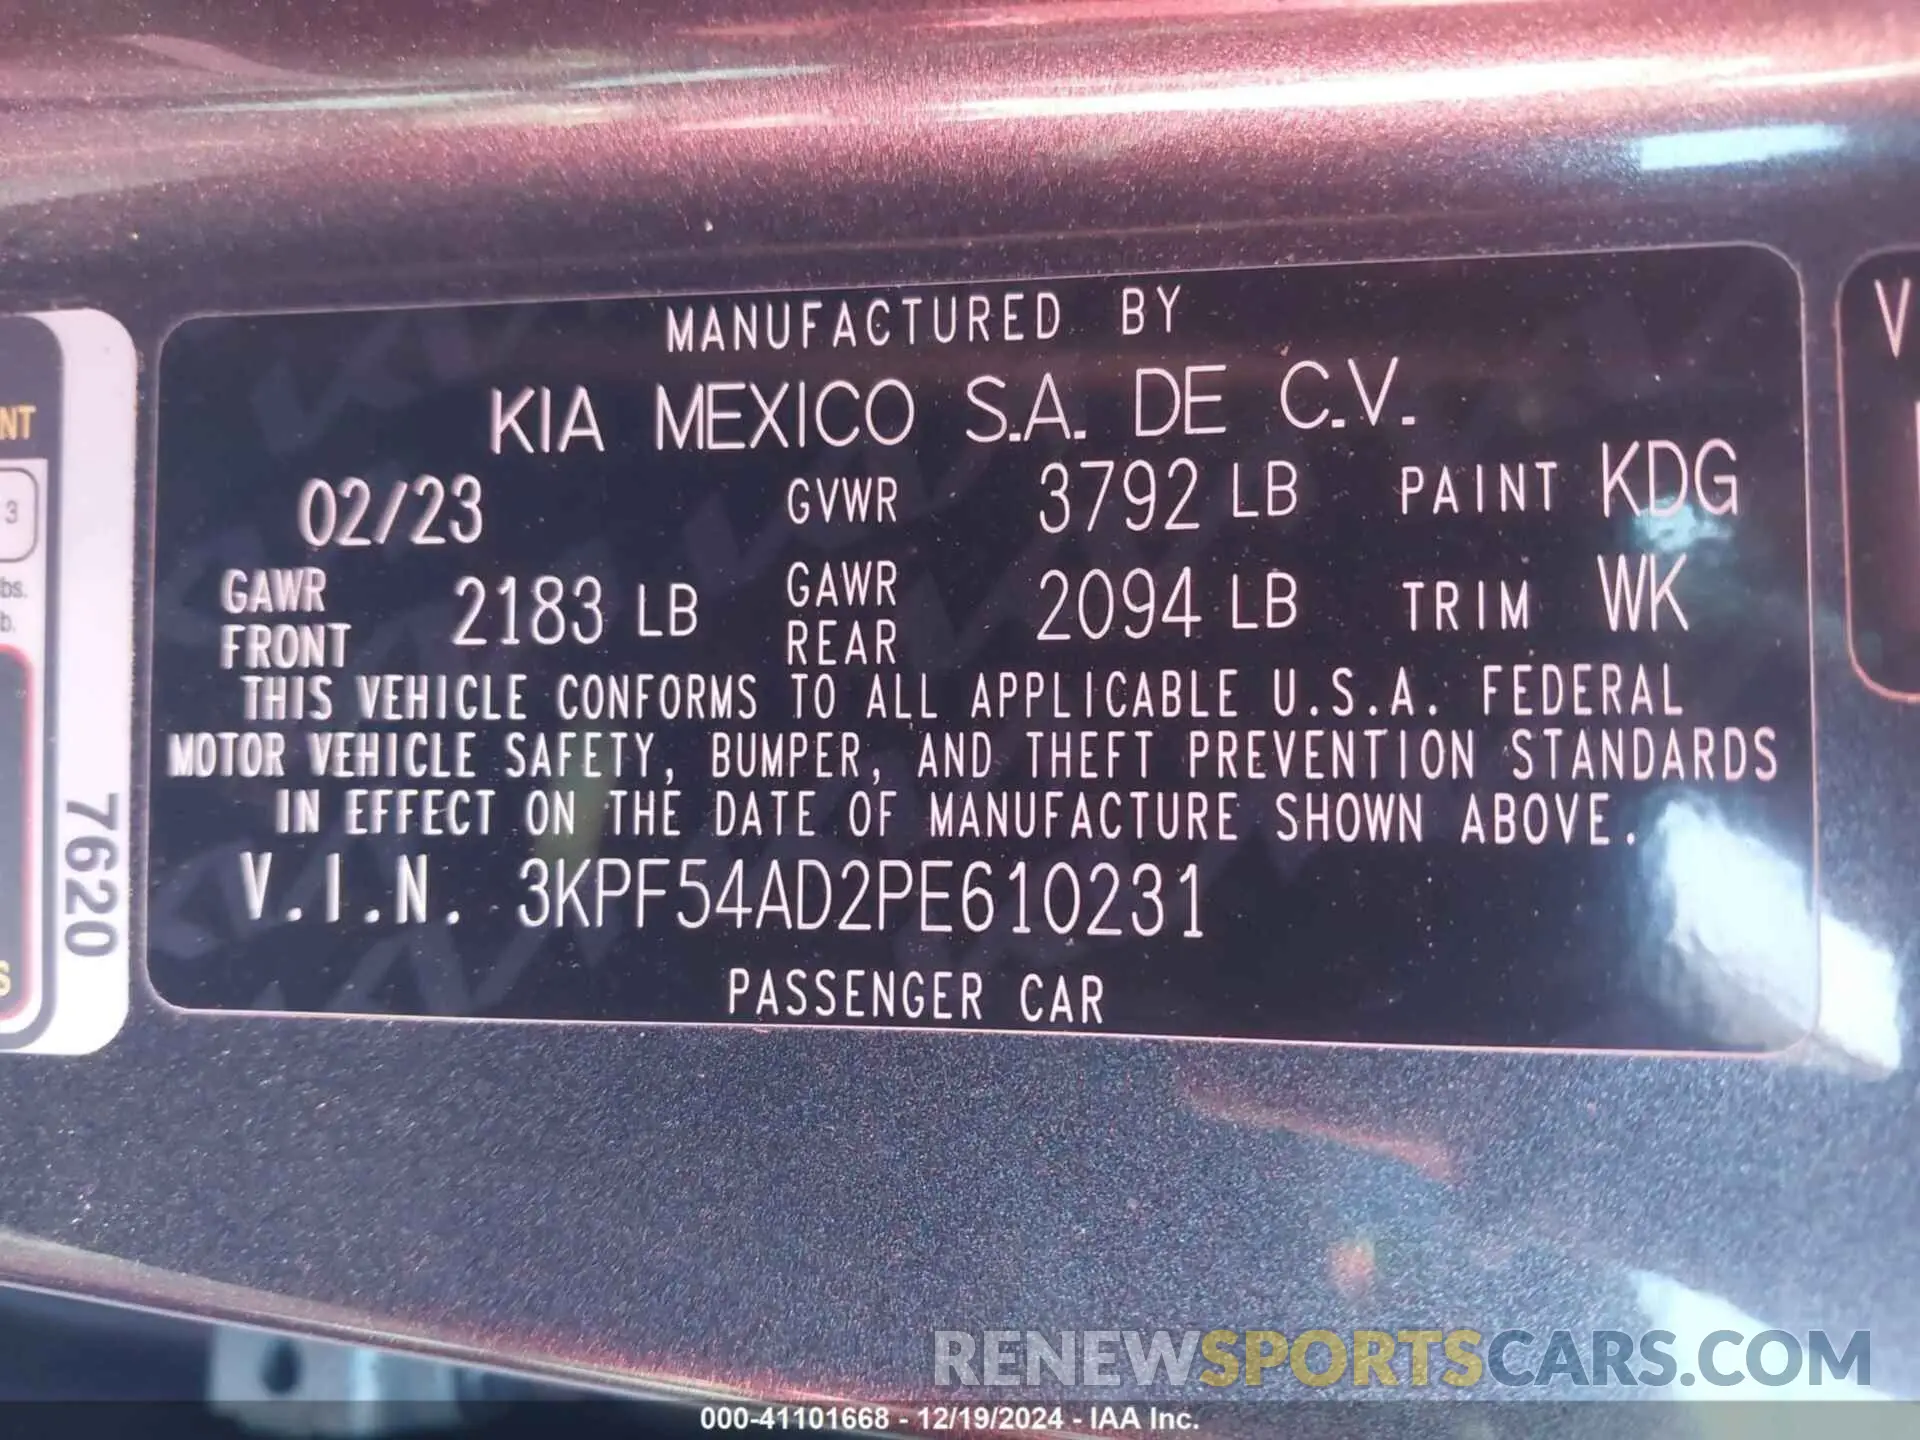 MANUFACTURED BY
KIA MEXICO S.A. DE C.V.
02/23 GVWR 3792 LB PAINT KDG
GAWR FRONT 2183 LB GAWR REAR 2094 LB TRIM WK
THIS VEHICLE CONFORMS TO ALL APPLICABLE U.S.A. FEDERAL
MOTOR VEHICLE SAFETY, BUMPER, AND THEFT PREVENTION STANDARDS
IN EFFECT ON THE DATE OF MANUFACTURE SHOWN ABOVE.
V.I.N. 3KPF54AD2PE610231
PASSENGER CAR
NT
3
bs.
b.
S
7620
V
RENEWSPORTSCARS.COM
000-41101668 - 12/19/2024 - IAA Inc.